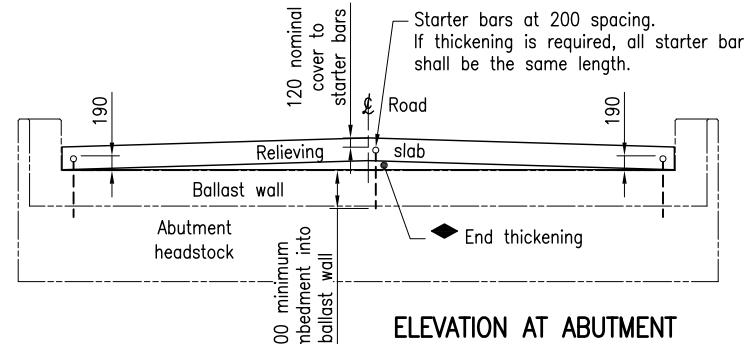 Starter bars at 200 spacing.
If thickening is required, all starter bar
shall be the same length.
120 nominal
cover to
starter bars
℄ Road
190
190
Relieving slab
Ballast wall
Abutment
headstock
End thickening
00 minimum
mbedment into
ballast wall
ELEVATION AT ABUTMENT